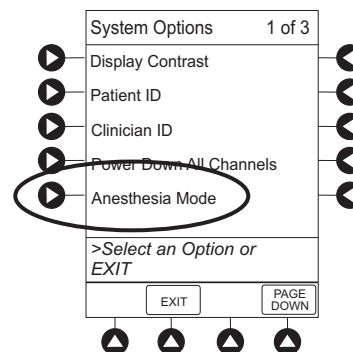 System Options 1 of 3
Display Contrast
Patient ID
Clinician ID
Power Down All Channels
Anesthesia Mode
>Select an Option or
EXIT
EXIT PAGE
DOWN